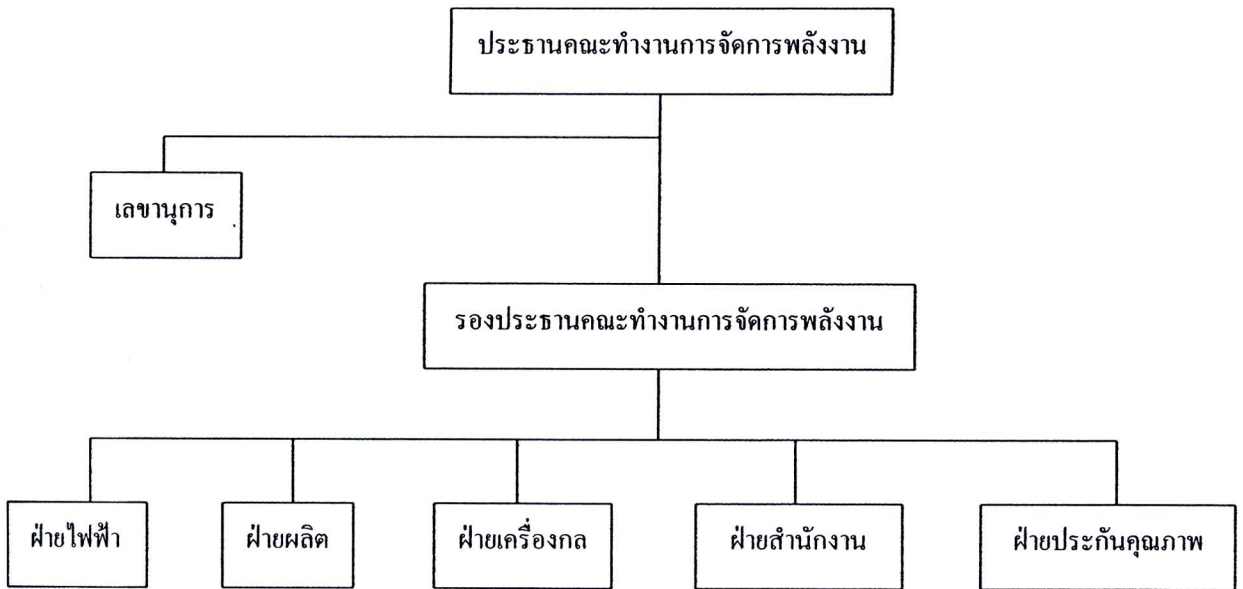 ประธานคณะทำงานการจัดการพลังงาน
เลขานุการ
รองประธานคณะทำงานการจัดการพลังงาน
ฝ่ายไฟฟ้า
ฝ่ายผลิต
ฝ่ายเครื่องกล
ฝ่ายสำนักงาน
ฝ่ายประกันคุณภาพ